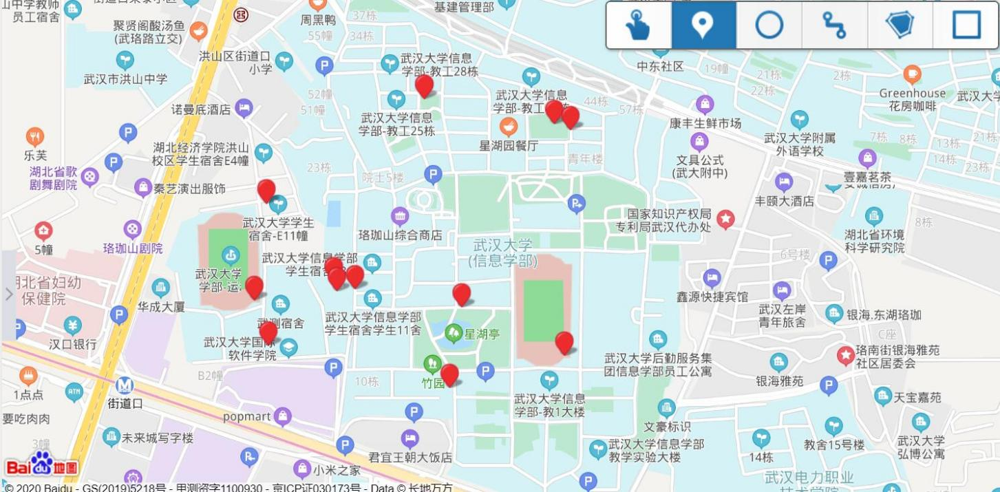 山中学教师
员工宿舍
聚贤阁酸汤鱼
(武珞路立交)
武汉市洪山中学
洪山区街道口
小学
周黑鸭
37栋
55幢
34栋
基建管理部
武汉大学信息
学部-教工28栋
52幢
51幢
武汉大学信息
学部-教工25栋
武汉大学信息
学部-教工
44栋
57栋
星湖园餐厅
青年楼
中东社区
19幢
21栋
22栋
2栋
Greenhouse
花房咖啡
武汉大学
康丰生鲜市场
文具公式
(武大附中)
武汉大学附属
外语学校
7栋
8栋
13栋
21栋
14栋
23栋
壹嘉茗茶
诺曼底酒店
乐芙
湖北省歌
剧舞剧院
湖北经济学院洪山
校区学生宿舍E4幢
秦艺演出服饰
23栋
院士5楼
丰颐大酒店
国家知识产权局
专利局武汉代办处
湖北省环境
科学研究院
8栋
5幢
珞珈山剧院
武汉大学学生
宿舍-E11幢
珞珈山综合商店
武汉大学
(信息学部)
6号楼
武汉大学
学部-运
武汉大学信息学部
学生宿舍
湖北省妇幼
保健院
华成大厦
鑫源快捷宾馆
武汉左岸
青年旅舍
银海.东湖珞珈
C座
汉口银行
武测宿舍
武汉大学信息学部
学生宿舍学生11舍
星湖亭
武汉大学国际
软件学院
武汉大学后勤服务集
团信息学部员工公寓
珞南街银海雅苑
社区居委会
银海雅苑
B2幢
10栋
竹园
1点点
ATM
街道口
武汉大学信息
学部-教1大楼
天宝嘉苑
要吃肉肉
popmart
文豪标识
3幢
未来城写字楼
君宜王朝大饭店
武汉大学信息学部
教学实验大楼
14栋
教舍15号楼
武汉大学
弘博公寓
Bai du 地图
小米之家
武汉电力职业
技术学院
© 2020 Baidu - GS(2019)5218号 - 甲测资字1100930 - 京ICP证030173号 - Data © 长地万方